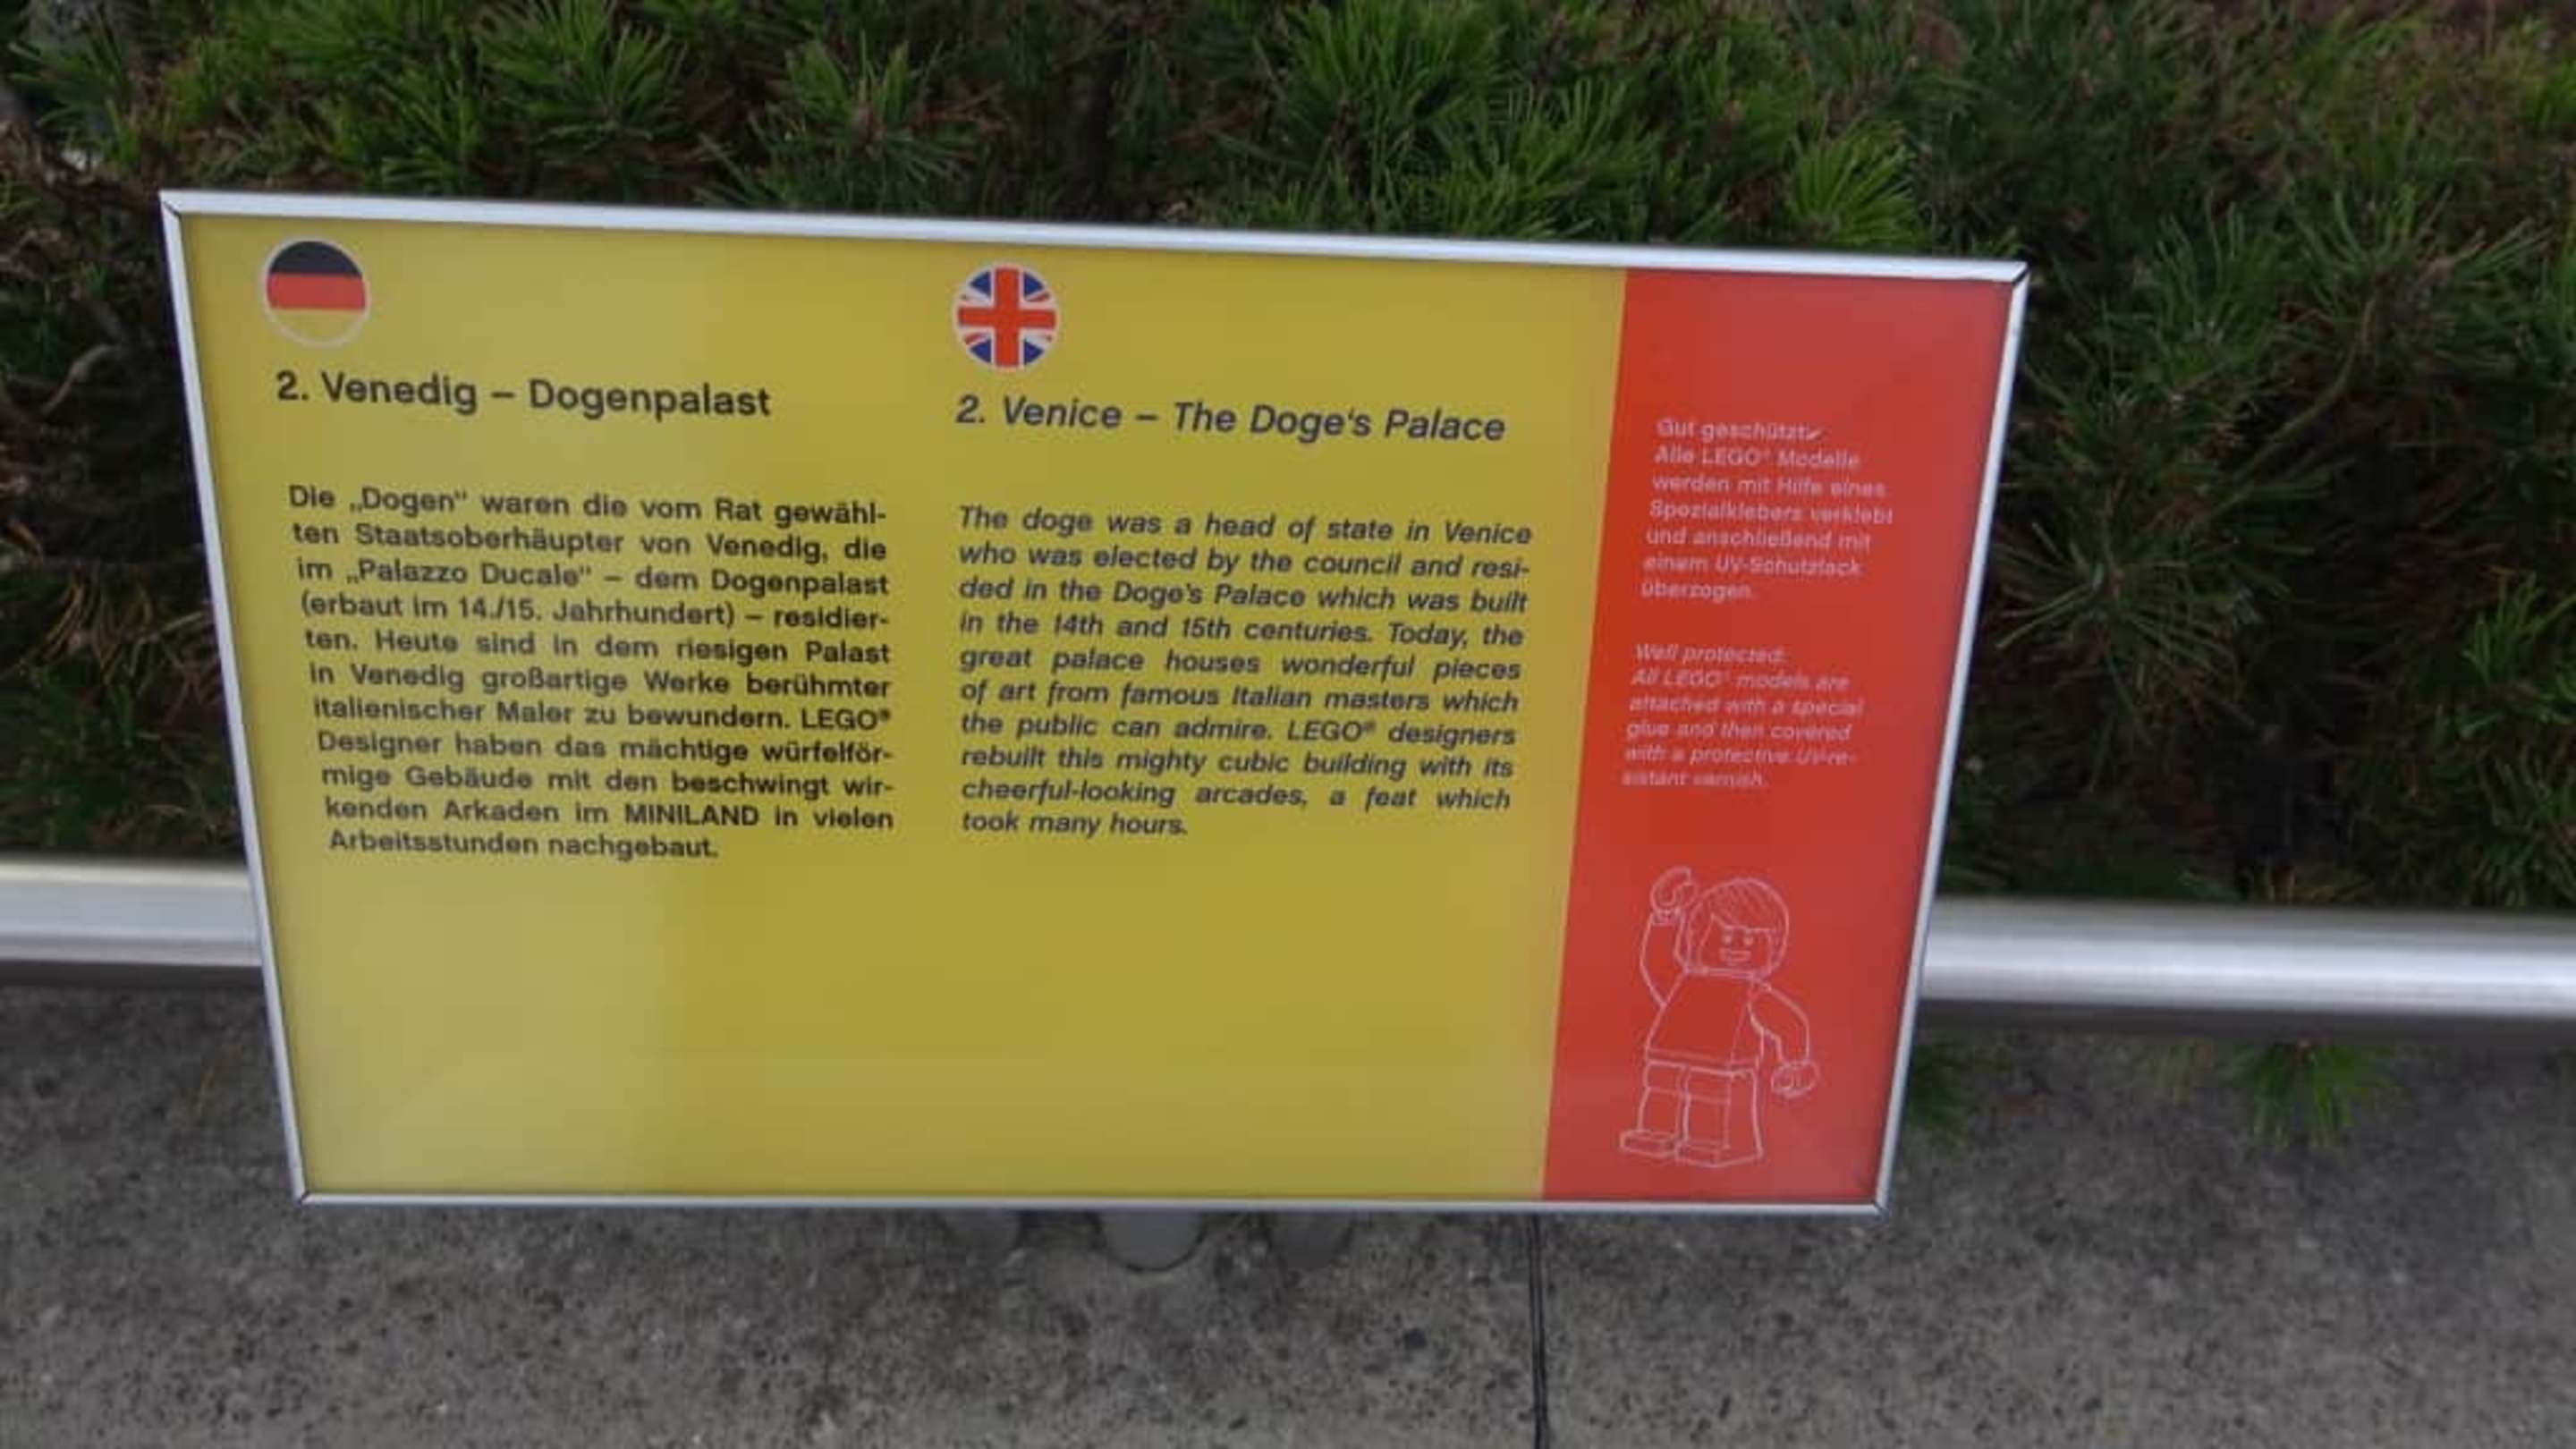 2. Venedig – Dogenpalast
Die „Dogen" waren die vom Rat gewähl-
ten Staatsoberhäupter von Venedig, die
im „Palazzo Ducale" – dem Dogenpalast
(erbaut im 14./15. Jahrhundert) – residier-
ten. Heute sind in dem riesigen Palast
in Venedig großartige Werke berühmter
italienischer Maler zu bewundern. LEGO®
Designer haben das mächtige würfelför-
mige Gebäude mit den beschwingt wir-
kenden Arkaden im MINILAND in vielen
Arbeitsstunden nachgebaut.
2. Venice – The Doge's Palace
The doge was a head of state in Venice
who was elected by the council and resi-
ded in the Doge's Palace which was built
in the 14th and 15th centuries. Today, the
great palace houses wonderful pieces
of art from famous Italian masters which
the public can admire. LEGO® designers
rebuilt this mighty cubic building with its
cheerful-looking arcades, a feat which
took many hours.
Gut geschützt:
Alle LEGO® Modelle
werden mit Hilfe eines
Spezialklebers verklebt
und anschließend mit
einem UV-Schutzlack
überzogen.
Well protected:
All LEGO® models are
attached with a special
glue and then covered
with a protective UV-re-
sistant varnish.